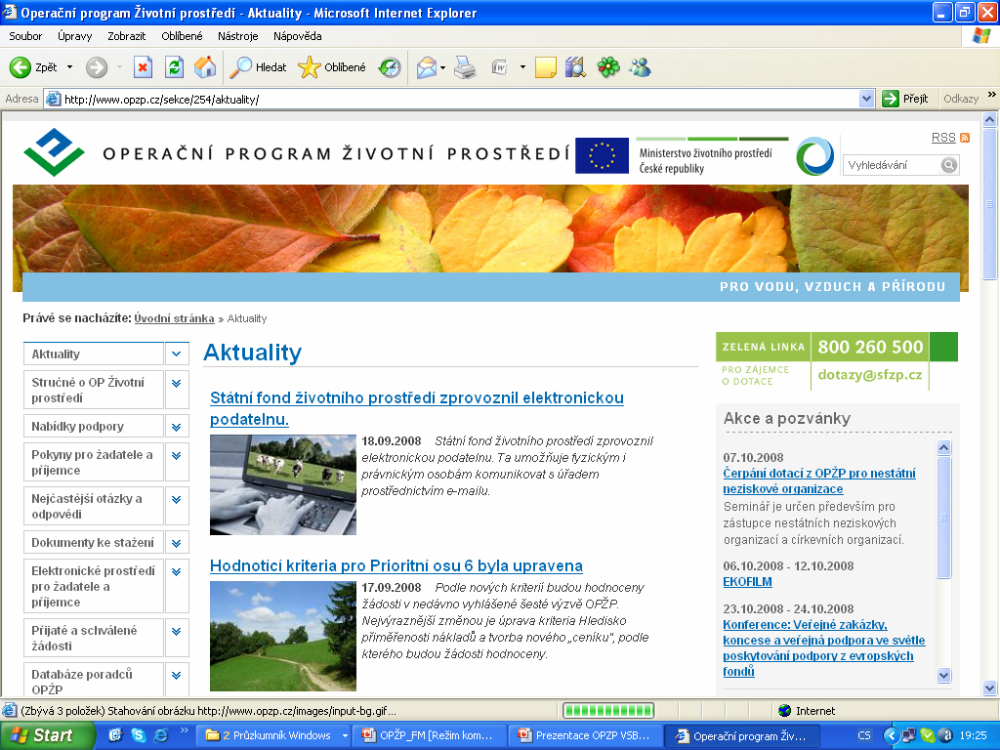 Operační program Životní prostředí - Aktuality - Microsoft Internet Explorer
Soubor Úpravy Zobrazit Oblíbené Nástroje Nápověda
Zpět Hledat Oblíbené
Adresa http://www.opzp.cz/sekce/254/aktuality/ Přejít Odkazy »
OPERAČNÍ PROGRAM ŽIVOTNÍ PROSTŘEDÍ
Ministerstvo životního prostředí
České republiky
RSS
Vyhledávání
PRO VODU, VZDUCH A PŘÍRODU
Právě se nacházíte: Úvodní stránka » Aktuality
Aktuality
Stručně o OP Životní
prostředí
Nabídky podpory
Pokyny pro žadatele a
příjemce
Nejčastější otázky a
odpovědi
Dokumenty ke stažení
Elektronické prostředí
pro žadatele a
příjemce
Přijaté a schválené
žádosti
Databáze poradců
OPŽP
Aktuality
Státní fond životního prostředí zprovoznil elektronickou
podatelnu.
18.09.2008 Státní fond životního prostředí zprovoznil
elektronickou podatelnu. Ta umožňuje fyzickým i
právnickým osobám komunikovat s úřadem
prostřednictvím e-mailu.
Hodnotící kriteria pro Prioritní osu 6 byla upravena
17.09.2008 Podle nových kriterií budou hodnoceny
žádosti v nedávno vyhlášené šesté výzvě OPŽP.
Nejvýraznější změnou je úprava kriteria Hledisko
přiměřenosti nákladů a tvorba nového „ceníku", podle
kterého budou žádosti hodnoceny.
ZELENÁ LINKA 800 260 500
PRO ZÁJEMCE
O DOTACE
dotazy@sfzp.cz
Akce a pozvánky
07.10.2008
Čerpání dotací z OPŽP pro nestátní
neziskové organizace
Seminář je určen především pro
zástupce nestátních neziskových
organizací a církevních organizací.
06.10.2008 - 12.10.2008
EKOFILM
23.10.2008 - 24.10.2008
Konference: Veřejné zakázky,
koncese a veřejná podpora ve světle
poskytování podpory z evropských
fondů
(Zbývá 3 položek) Stahování obrázku http://www.opzp.cz/images/input-bg.gif... Internet
Start » 2 Průzkumník Windows OPŽP_FM [Režim kom... Prezentace OPZP VSB... Operační program Živ... CS 19:25